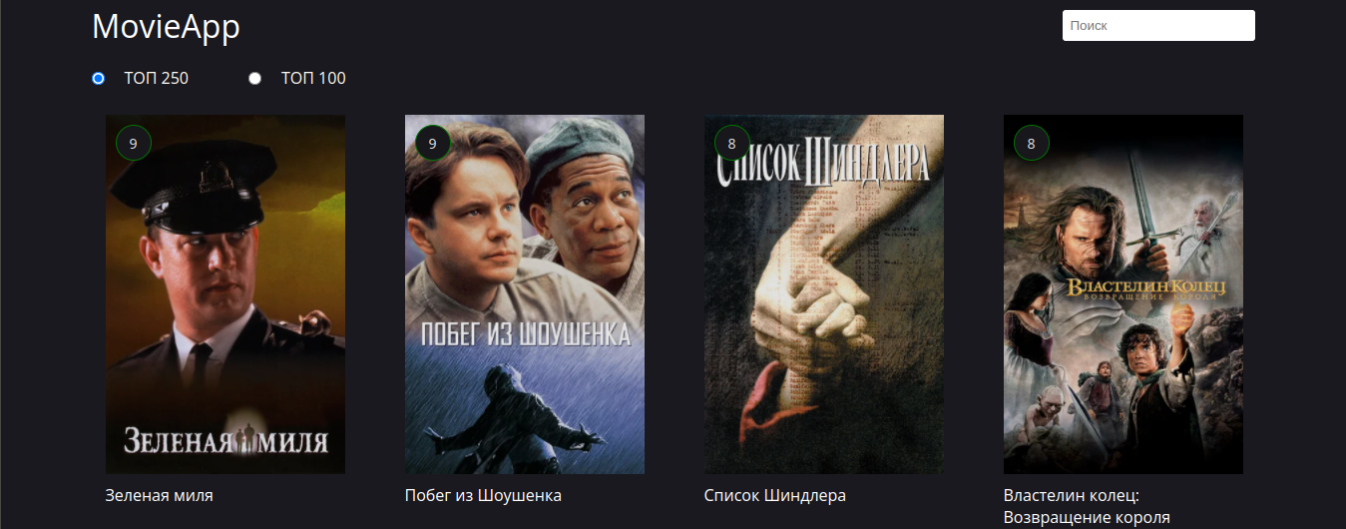 MovieApp
Поиск
ТОП 250
ТОП 100
9
9
8
8
СПИСОК ШИНДЛЕРА
ВЛАСТЕЛИН КОЛЕЦ
ВОЗВРАЩЕНИЕ КОРОЛЯ
ПОБЕГ ИЗ ШОУШЕНКА
ЗЕЛЕНАЯ МИЛЯ
Зеленая миля
Побег из Шоушенка
Список Шиндлера
Властелин колец:
Возвращение короля